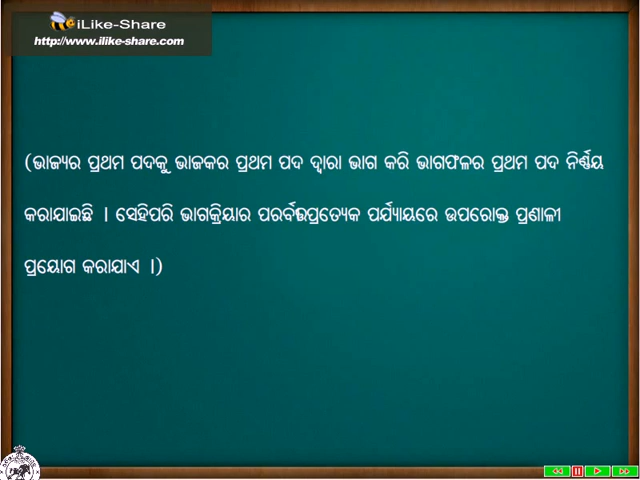 iLike-Share
http://www.ilike-share.com
(ଭାଜ୍ୟର ପ୍ରଥମ ପଦକୁ ଭାଜକର ପ୍ରଥମ ପଦ ଦ୍ୱାରା ଭାଗ କରି ଭାଗଫଳର ପ୍ରଥମ ପଦ ନିର୍ଣ୍ଣୟ
କରାଯାଇଛି । ସେହିପରି ଭାଗକ୍ରିୟାର ପ୍ରତ୍ୟେକ ପର୍ଯ୍ୟାୟରେ ଉପରୋକ୍ତ ପ୍ରଣାଳୀ
ପ୍ରୟୋଗ କରାଯାଏ ।)